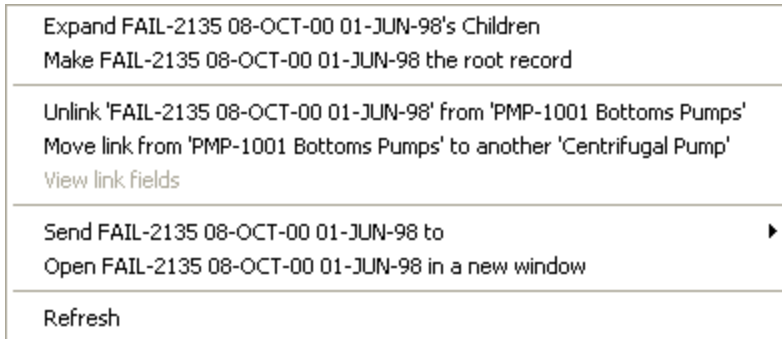 Expand FAIL-2135 08-OCT-00 01-JUN-98's Children
Make FAIL-2135 08-OCT-00 01-JUN-98 the root record
Unlink 'FAIL-2135 08-OCT-00 01-JUN-98' from 'PMP-1001 Bottoms Pumps'
Move link from 'PMP-1001 Bottoms Pumps' to another 'Centrifugal Pump'
View link fields
Send FAIL-2135 08-OCT-00 01-JUN-98 to
Open FAIL-2135 08-OCT-00 01-JUN-98 in a new window
Refresh